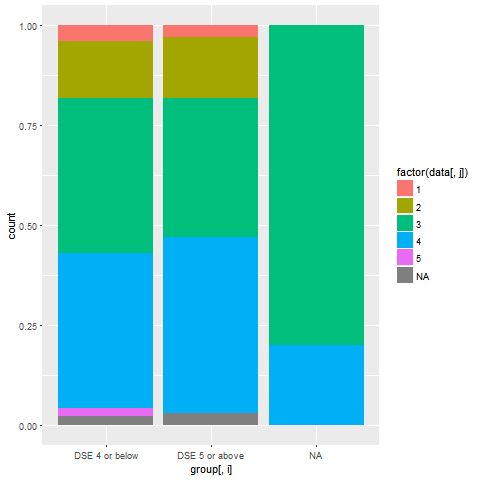 1.00
0.75
0.50
0.25
0.00
count
DSE 4 or below
DSE 5 or above
NA
group[, i]
factor(data[, j])
1
2
3
4
5
NA